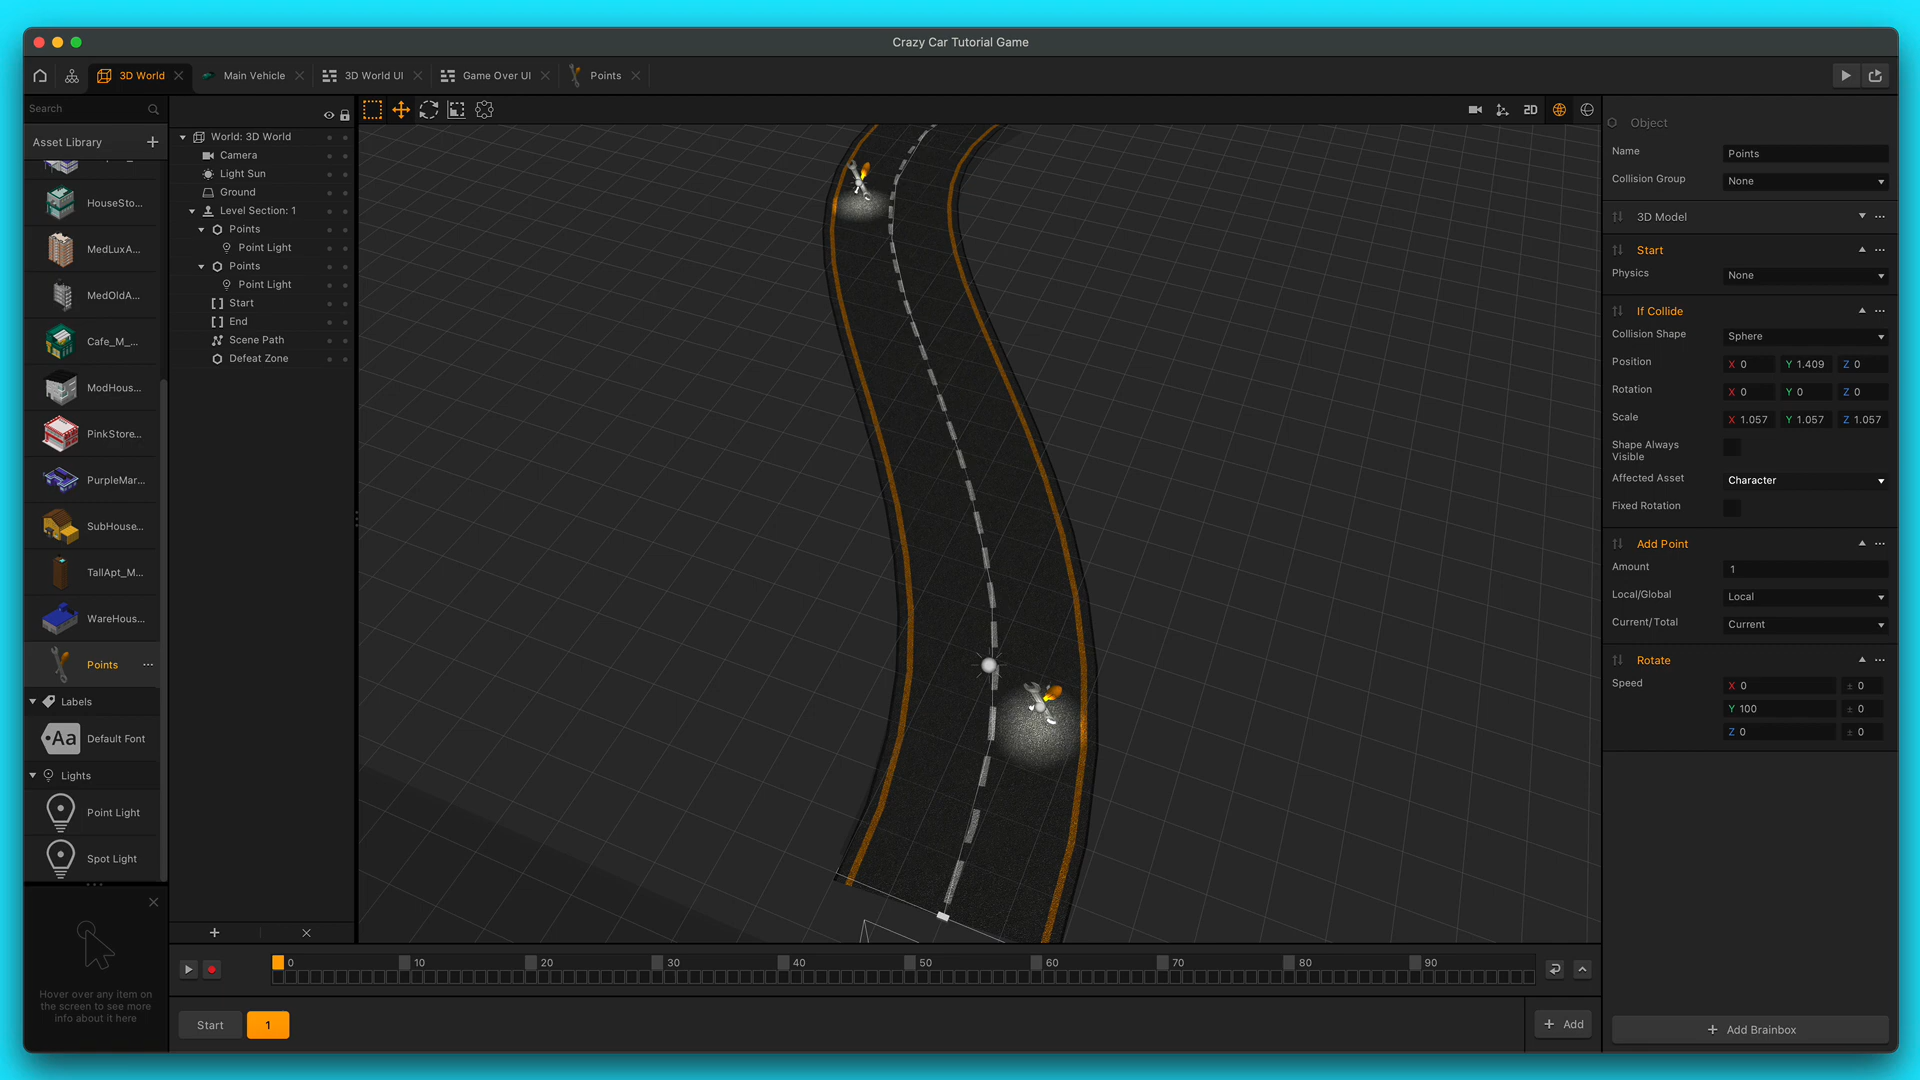 Crazy Car Tutorial Game
3D World
Main Vehicle
3D World UI
Game Over UI
Points
Search
Asset Library
HouseSto...
MedLuxA...
MedOldA...
Cafe_M_...
ModHous...
PinkStore...
PurpleMar...
SubHouse...
TallApt_M...
WareHous...
Points
Labels
Aa
Default Font
Lights
Point Light
Spot Light
Hover over any item on
the screen to see more
info about it here
World: 3D World
Camera
Light Sun
Ground
Level Section: 1
Points
Point Light
Points
Point Light
Start
End
Scene Path
Defeat Zone
2D
0 10 20 30 40 50 60 70 80 90
Start
1
Add
Object
Name Points
Collision Group None
3D Model
Start
Physics None
If Collide
Collision Shape Sphere
Position X 0 Y 1.409 Z 0
Rotation X 0 Y 0 Z 0
Scale X 1.057 Y 1.057 Z 1.057
Shape Always
Visible
Affected Asset Character
Fixed Rotation
Add Point
Amount 1
Local/Global Local
Current/Total Current
Rotate
Speed X 0 ± 0
Y 100 ± 0
Z 0 ± 0
Add Brainbox